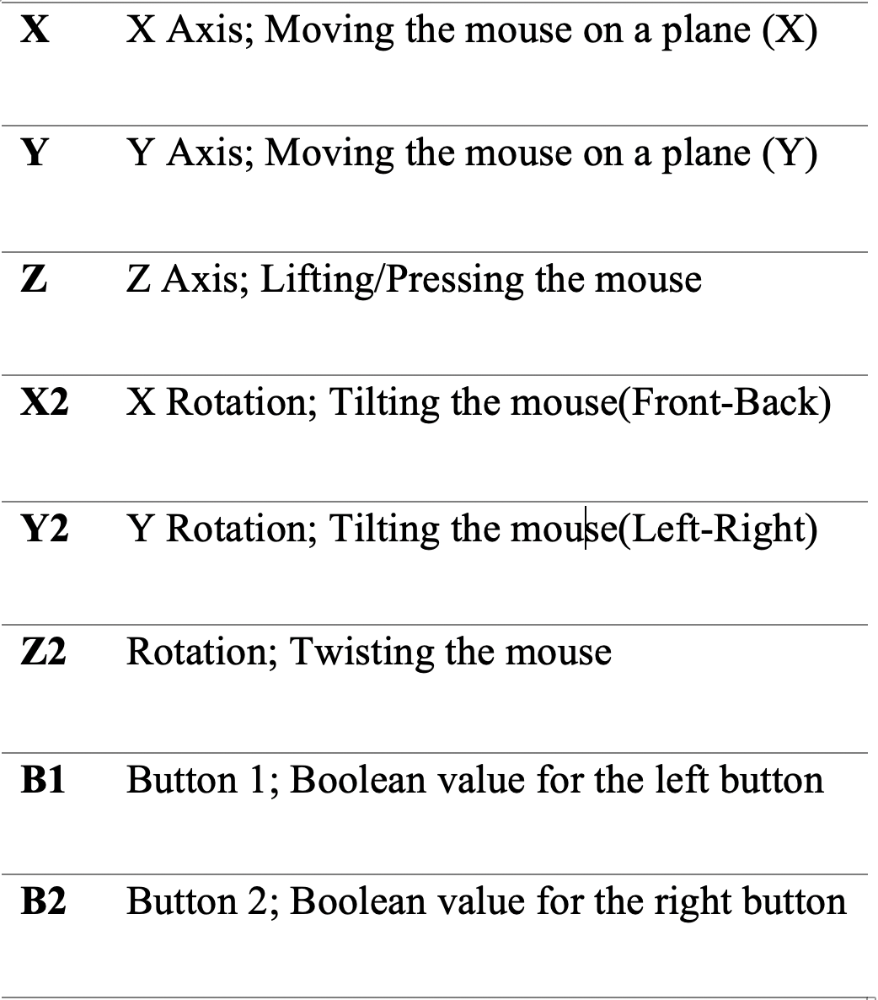 X X Axis; Moving the mouse on a plane (X)
Y Y Axis; Moving the mouse on a plane (Y)
Z Z Axis; Lifting/Pressing the mouse
X2 X Rotation; Tilting the mouse(Front-Back)
Y2 Y Rotation; Tilting the mouse(Left-Right)
Z2 Rotation; Twisting the mouse
B1 Button 1; Boolean value for the left button
B2 Button 2; Boolean value for the right button